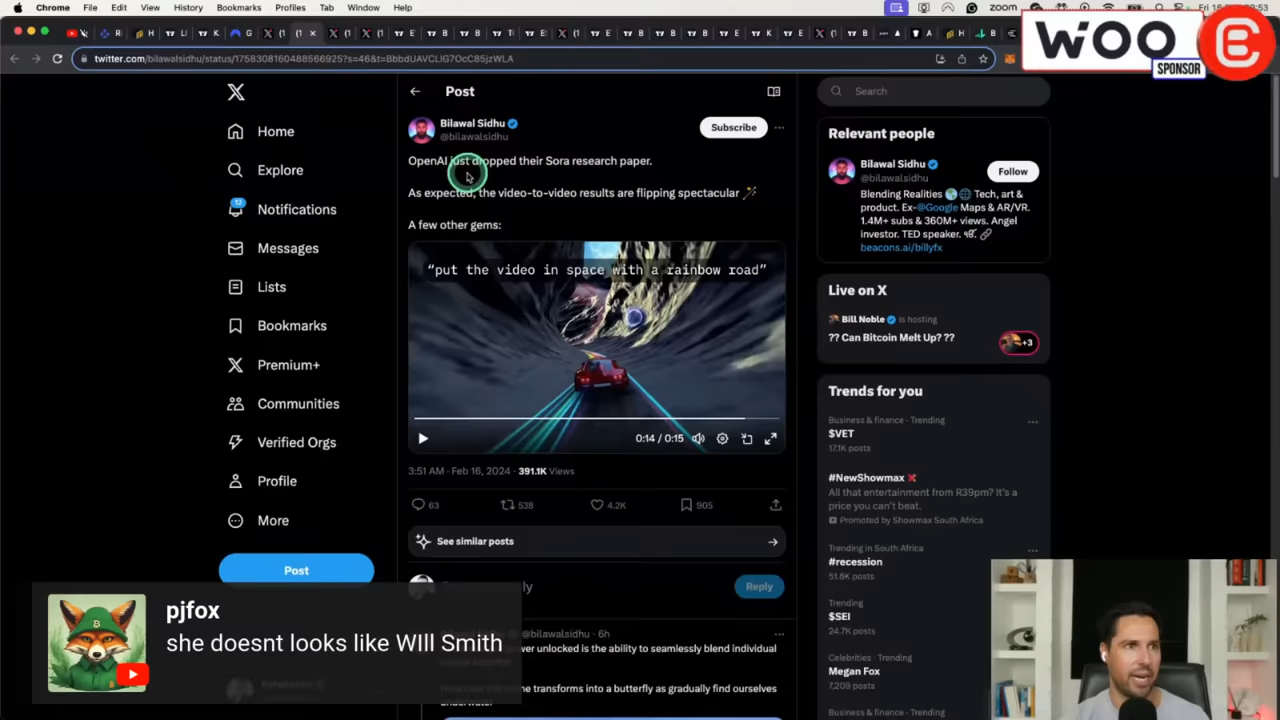 Chrome File Edit View History Bookmarks Profiles Tab Window Help
zoom
WOO
SPONSOR
twitter.com/bilawalsidhu/status/1758308160488566925?s=46&t=BbbdUAVCLlG7OcC85jzWLA
Home
Explore
12
Notifications
Messages
Lists
Bookmarks
Premium+
Communities
Verified Orgs
Profile
More
Post
Post
Bilawal Sidhu
@bilawalsidhu
Subscribe
OpenAI just dropped their Sora research paper.
As expected, the video-to-video results are flipping spectacular
A few other gems:
“put the video in space with a rainbow road”
0:14 / 0:15
3:51 AM · Feb 16, 2024 · 391.1K Views
63
538
4.2K
905
See similar posts
Reply
@bilawalsidhu · 6h
unlocked is the ability to seamlessly blend individual
transforms into a butterfly as gradually find ourselves
Search
Relevant people
Bilawal Sidhu
@bilawalsidhu
Follow
Blending Realities Tech, art &
product. Ex-@Google Maps & AR/VR.
1.4M+ subs & 360M+ views. Angel
investor. TED speaker.
beacons.ai/billyfx
Live on X
Bill Noble is hosting
?? Can Bitcoin Melt Up? ??
+3
Trends for you
Business & finance · Trending
$VET
17.1K posts
#NewShowmax
All that entertainment from R39pm? It's a
price you can't beat.
Promoted by Showmax South Africa
Trending in South Africa
#recession
51.6K posts
Trending
$SEI
24.7K posts
Celebrities · Trending
Megan Fox
7,209 posts
Business & finance · Trending
pjfox
she doesnt looks like WIll Smith